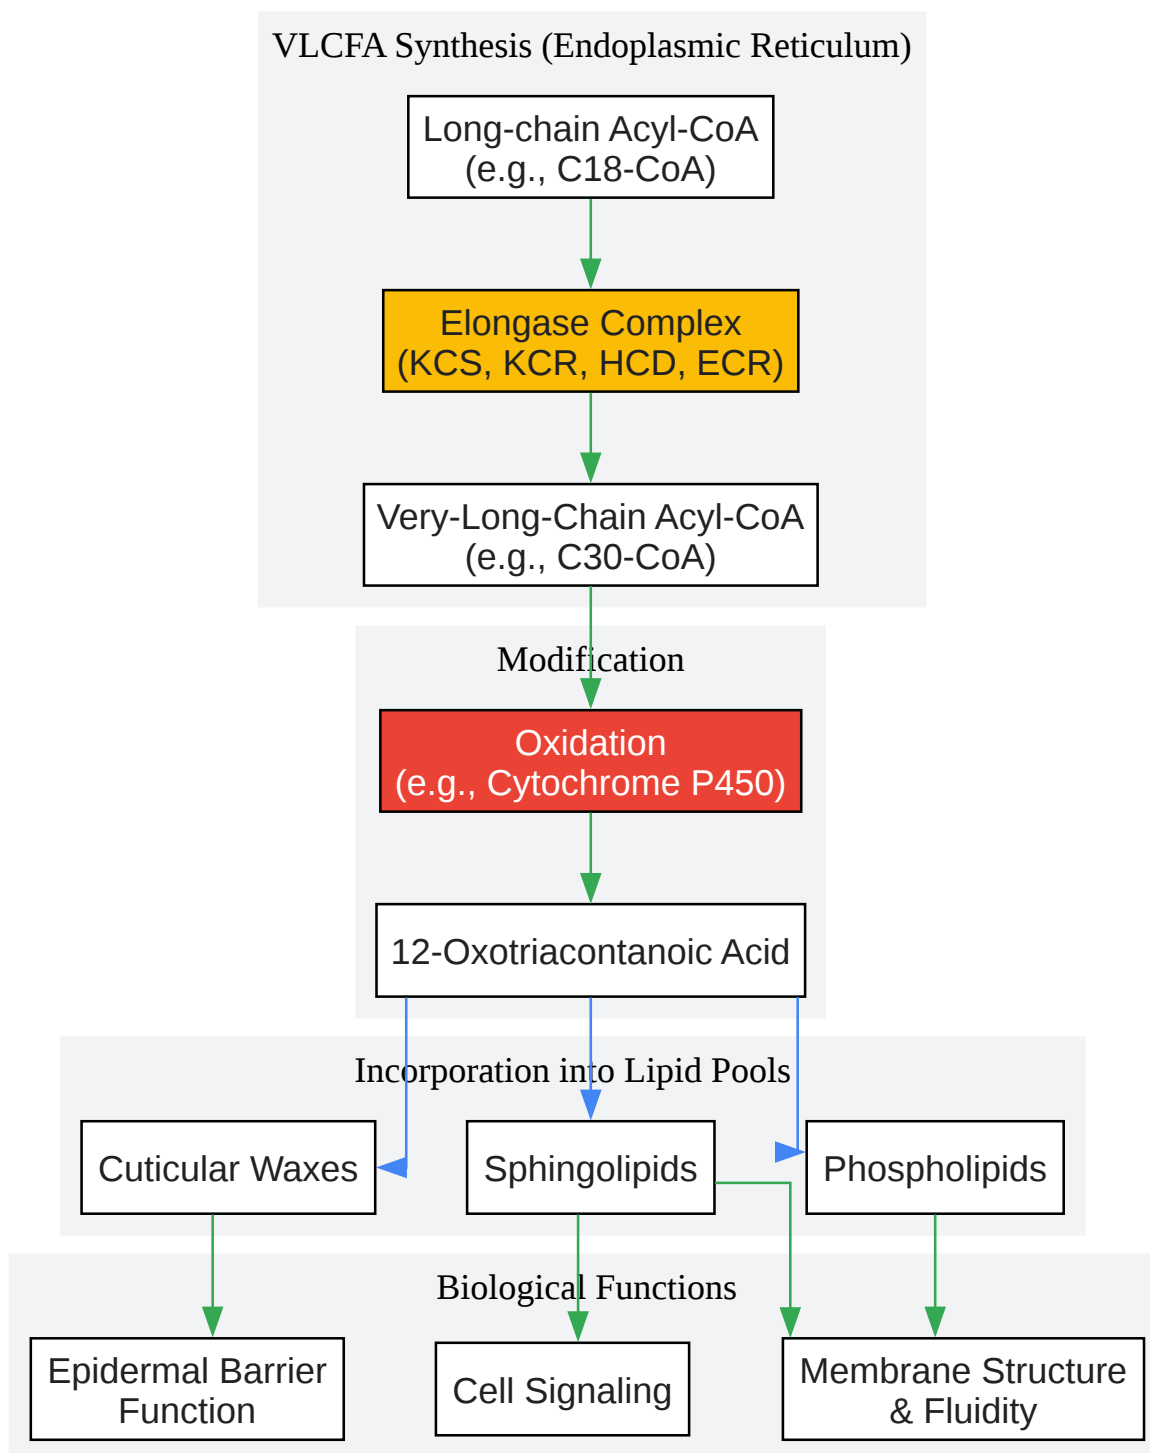 VLCFA Synthesis (Endoplasmic Reticulum)
Long-chain Acyl-CoA
(e.g., C18-CoA)
Elongase Complex
(KCS, KCR, HCD, ECR)
Very-Long-Chain Acyl-CoA
(e.g., C30-CoA)
Modification
Oxidation
(e.g., Cytochrome P450)
12-Oxotriacontanoic Acid
Incorporation into Lipid Pools
Cuticular Waxes
Sphingolipids
Phospholipids
Biological Functions
Epidermal Barrier
Function
Cell Signaling
Membrane Structure
& Fluidity